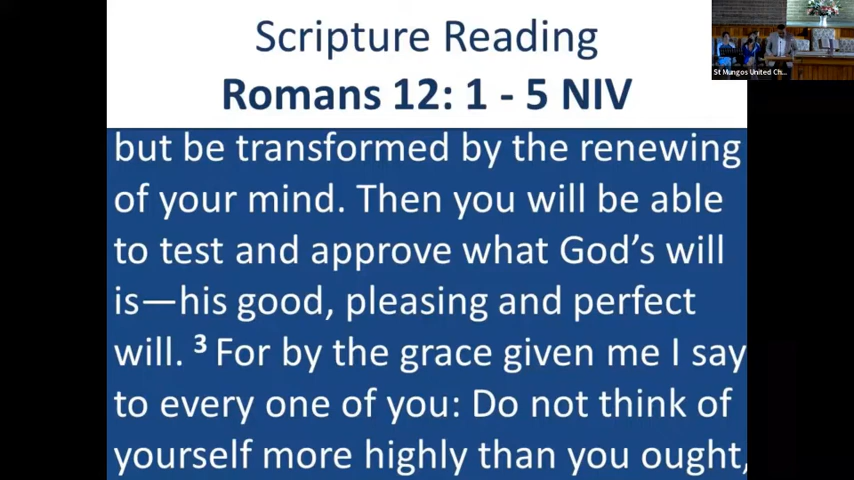 Scripture Reading
Romans 12: 1 - 5 NIV
but be transformed by the renewing
of your mind. Then you will be able
to test and approve what God’s will
is—his good, pleasing and perfect
will. ³ For by the grace given me I say
to every one of you: Do not think of
yourself more highly than you ought,
St Mungos United Ch...